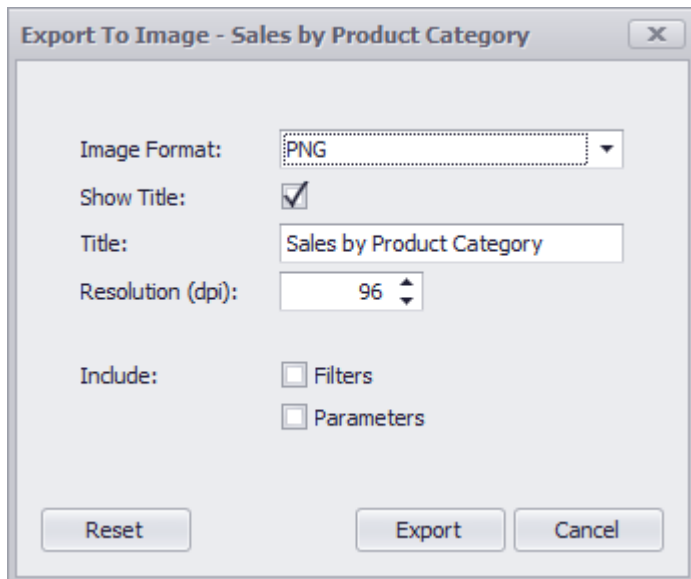 Export To Image - Sales by Product Category
Image Format: PNG
Show Title:
Title: Sales by Product Category
Resolution (dpi): 96
Include: Filters
Parameters
Reset Export Cancel